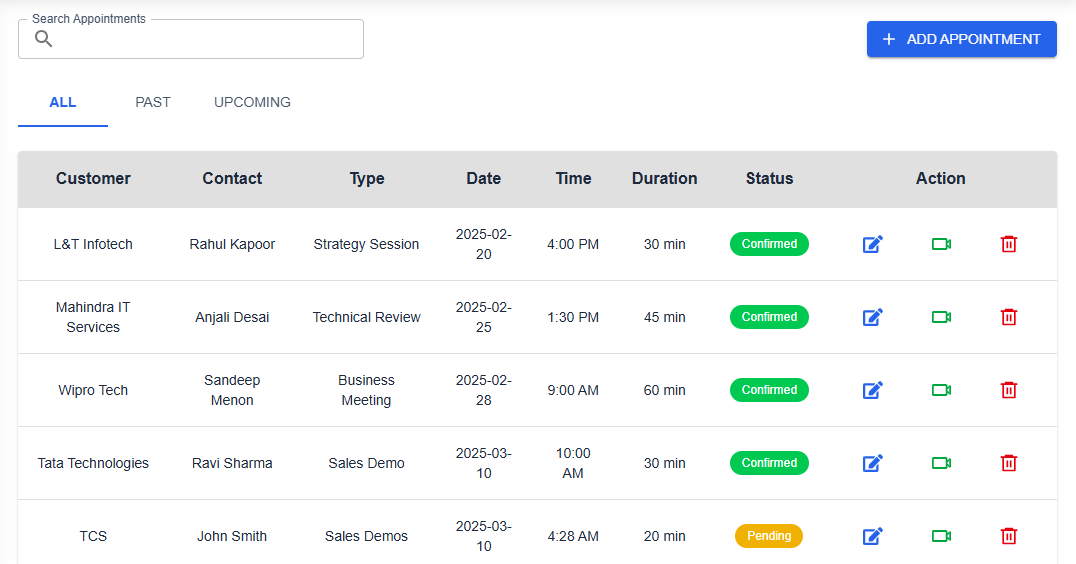 Search Appointments
+ ADD APPOINTMENT
ALL PAST UPCOMING
Customer Contact Type Date Time Duration Status Action
L&T Infotech Rahul Kapoor Strategy Session 2025-02-20 4:00 PM 30 min Confirmed
Mahindra IT Services Anjali Desai Technical Review 2025-02-25 1:30 PM 45 min Confirmed
Wipro Tech Sandeep Menon Business Meeting 2025-02-28 9:00 AM 60 min Confirmed
Tata Technologies Ravi Sharma Sales Demo 2025-03-10 10:00 AM 30 min Confirmed
TCS John Smith Sales Demos 2025-03-10 4:28 AM 20 min Pending